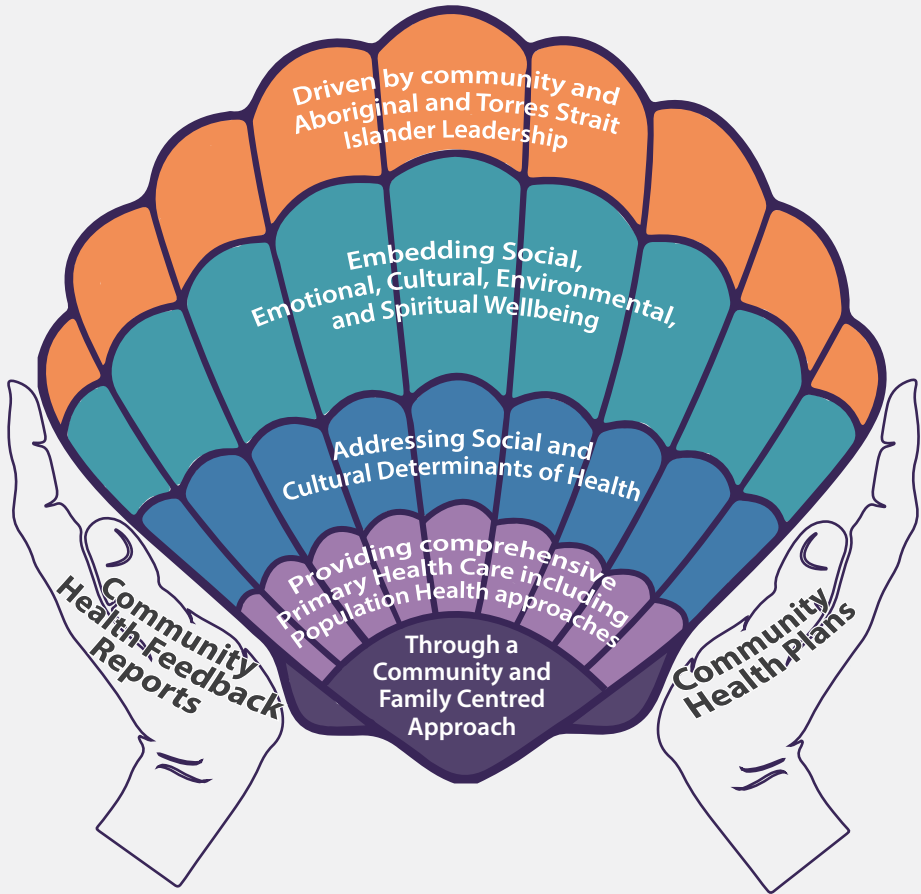 Driven by community and
Aboriginal and Torres Strait
Islander Leadership
Embedding Social,
Emotional, Cultural, Environmental,
and Spiritual Wellbeing
Addressing Social and
Cultural Determinants of Health
Providing comprehensive
Primary Health Care including
Population Health approaches
Through a
Community and
Family Centred
Approach
Community
Health Feedback
Reports
Community
Health Plans